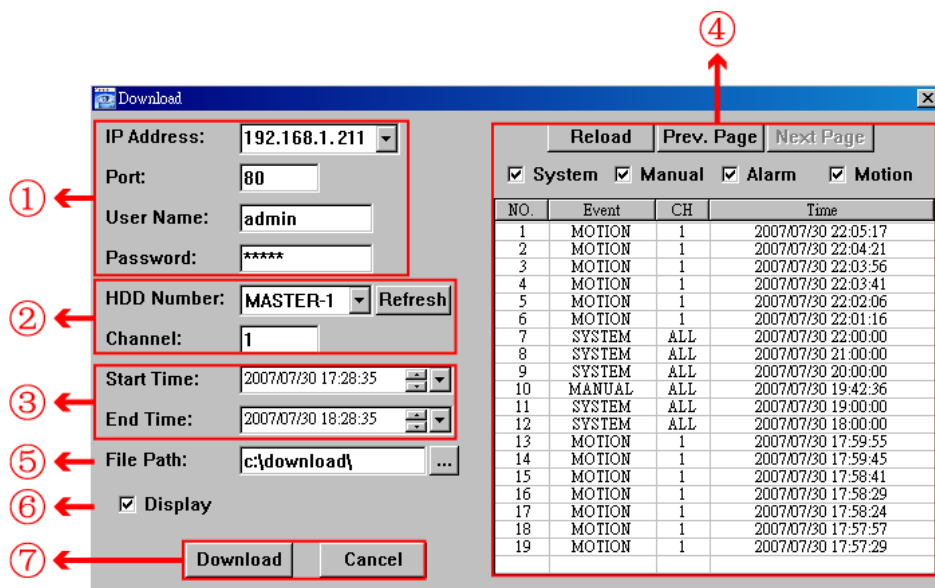 ④
Download
①
IP Address: 192.168.1.211
Port: 80
User Name: admin
Password: *****
②
HDD Number: MASTER-1 Refresh
Channel: 1
③
Start Time: 2007/07/30 17:28:35
End Time: 2007/07/30 18:28:35
⑤ File Path: c:\download\ ...
⑥ Display
⑦ Download Cancel
Reload Prev. Page Next Page
System Manual Alarm Motion
NO. Event CH Time
1 MOTION 1 2007/07/30 22:05:17
2 MOTION 1 2007/07/30 22:04:21
3 MOTION 1 2007/07/30 22:03:56
4 MOTION 1 2007/07/30 22:03:41
5 MOTION 1 2007/07/30 22:02:06
6 MOTION 1 2007/07/30 22:01:16
7 SYSTEM ALL 2007/07/30 22:00:00
8 SYSTEM ALL 2007/07/30 21:00:00
9 SYSTEM ALL 2007/07/30 20:00:00
10 MANUAL ALL 2007/07/30 19:42:36
11 SYSTEM ALL 2007/07/30 19:00:00
12 SYSTEM ALL 2007/07/30 18:00:00
13 MOTION 1 2007/07/30 17:59:55
14 MOTION 1 2007/07/30 17:59:45
15 MOTION 1 2007/07/30 17:58:41
16 MOTION 1 2007/07/30 17:58:29
17 MOTION 1 2007/07/30 17:58:24
18 MOTION 1 2007/07/30 17:57:57
19 MOTION 1 2007/07/30 17:57:29